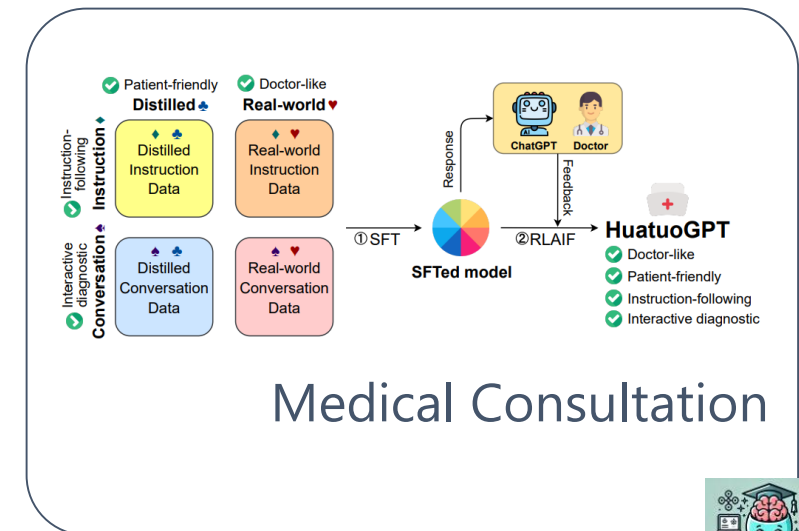 Patient-friendly
Distilled ♣
Doctor-like
Real-world ♥
Instruction-
following
Instruction ♦
Interactive
diagnostic
Conversation ♠
♦ ♣
Distilled
Instruction
Data
♦ ♥
Real-world
Instruction
Data
♠ ♣
Distilled
Conversation
Data
♠ ♥
Real-world
Conversation
Data
①SFT
SFTed model
Response
ChatGPT Doctor
Feedback
②RLAIF
HuatuoGPT
Doctor-like
Patient-friendly
Instruction-following
Interactive diagnostic
Medical Consultation